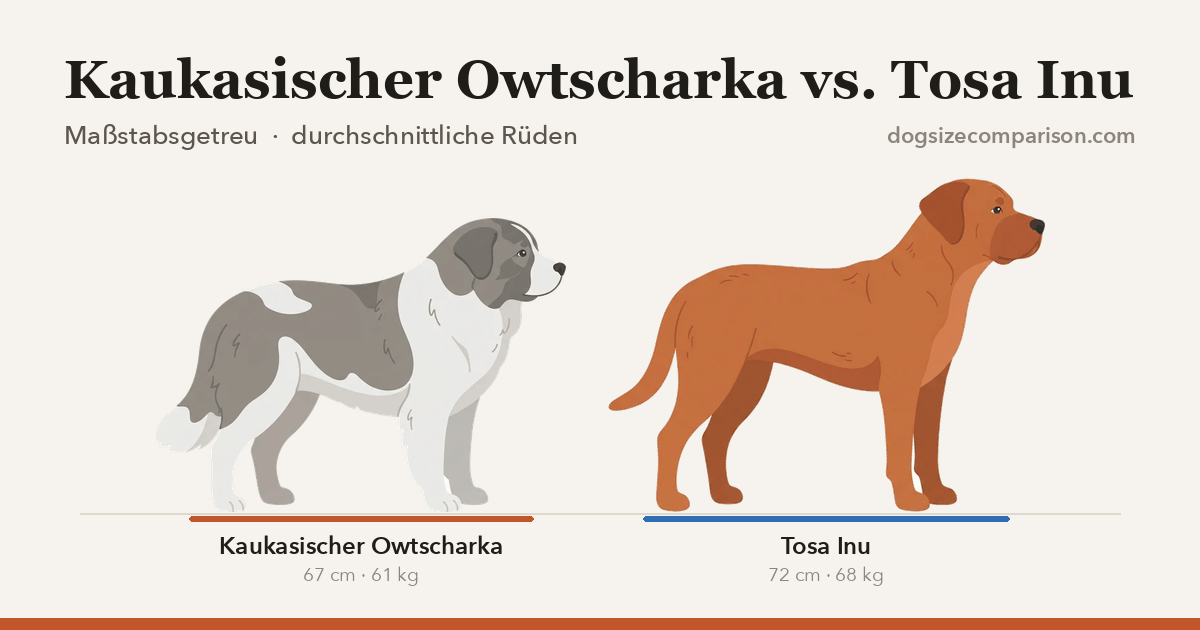 Kaukasischer Owtscharka vs. Tosa Inu
Maßstabsgetreu · durchschnittliche Rüden
dogsizecomparison.com
Kaukasischer Owtscharka
67 cm · 61 kg
Tosa Inu
72 cm · 68 kg